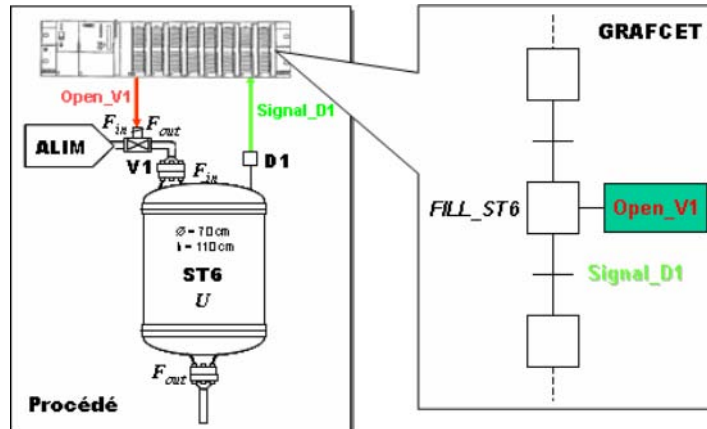 Open_V1
Signal_D1
F_in F_out
ALIM
V1
F_in
D1
Ø = 70 cm
h = 110 cm
ST6
U
F_out
Procédé
GRAFCET
FILL_ST6
Open_V1
Signal_D1